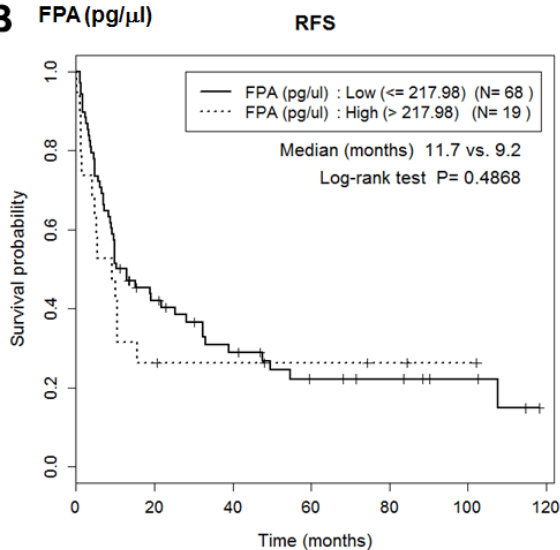 B FPA (pg/μl)
RFS
FPA (pg/ul) : Low (<= 217.98) (N= 68 )
FPA (pg/ul) : High (> 217.98) (N= 19 )
Median (months) 11.7 vs. 9.2
Log-rank test P= 0.4868
Survival probability
1.0
0.8
0.6
0.4
0.2
0.0
0 20 40 60 80 100 120
Time (months)